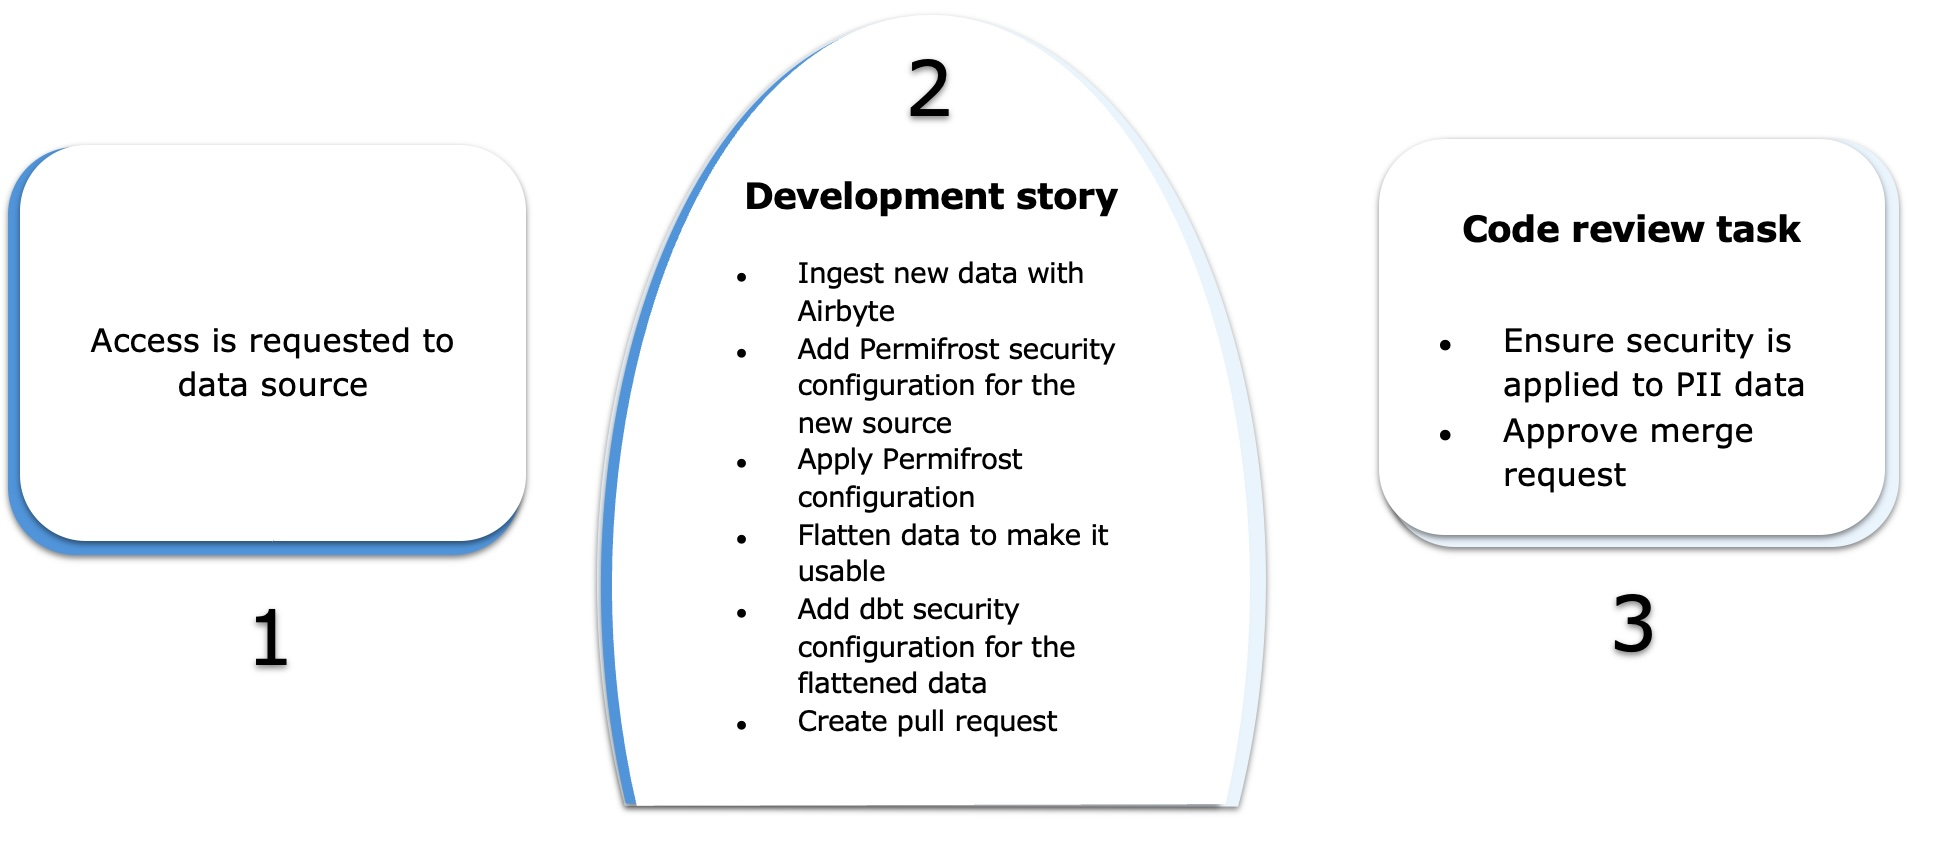 Access is requested to
data source
1
2
Development story
• Ingest new data with
Airbyte
• Add Permifrost security
configuration for the
new source
• Apply Permifrost
configuration
• Flatten data to make it
usable
• Add dbt security
configuration for the
flattened data
• Create pull request
Code review task
• Ensure security is
applied to PII data
• Approve merge
request
3